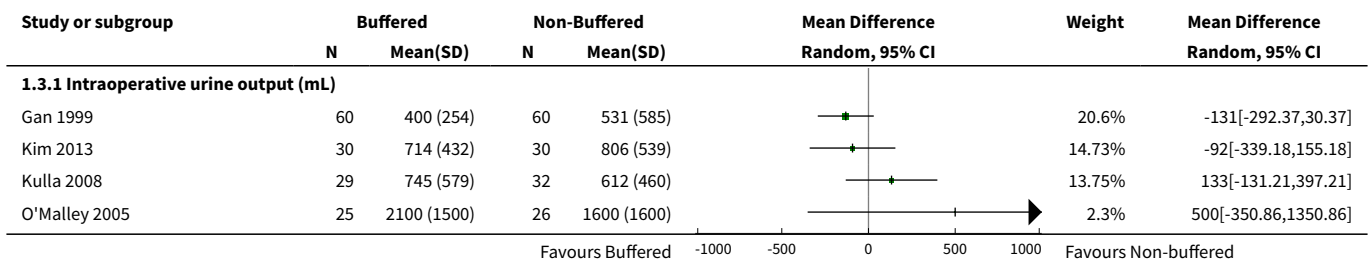 Study or subgroup Buffered Non-Buffered Mean Difference Weight Mean Difference
N Mean(SD) N Mean(SD) Random, 95% CI Random, 95% CI
1.3.1 Intraoperative urine output (mL)
Gan 1999 60 400 (254) 60 531 (585) 20.6% -131[-292.37,30.37]
Kim 2013 30 714 (432) 30 806 (539) 14.73% -92[-339.18,155.18]
Kulla 2008 29 745 (579) 32 612 (460) 13.75% 133[-131.21,397.21]
O'Malley 2005 25 2100 (1500) 26 1600 (1600) 2.3% 500[-350.86,1350.86]
Favours Buffered -1000 -500 0 500 1000 Favours Non-buffered